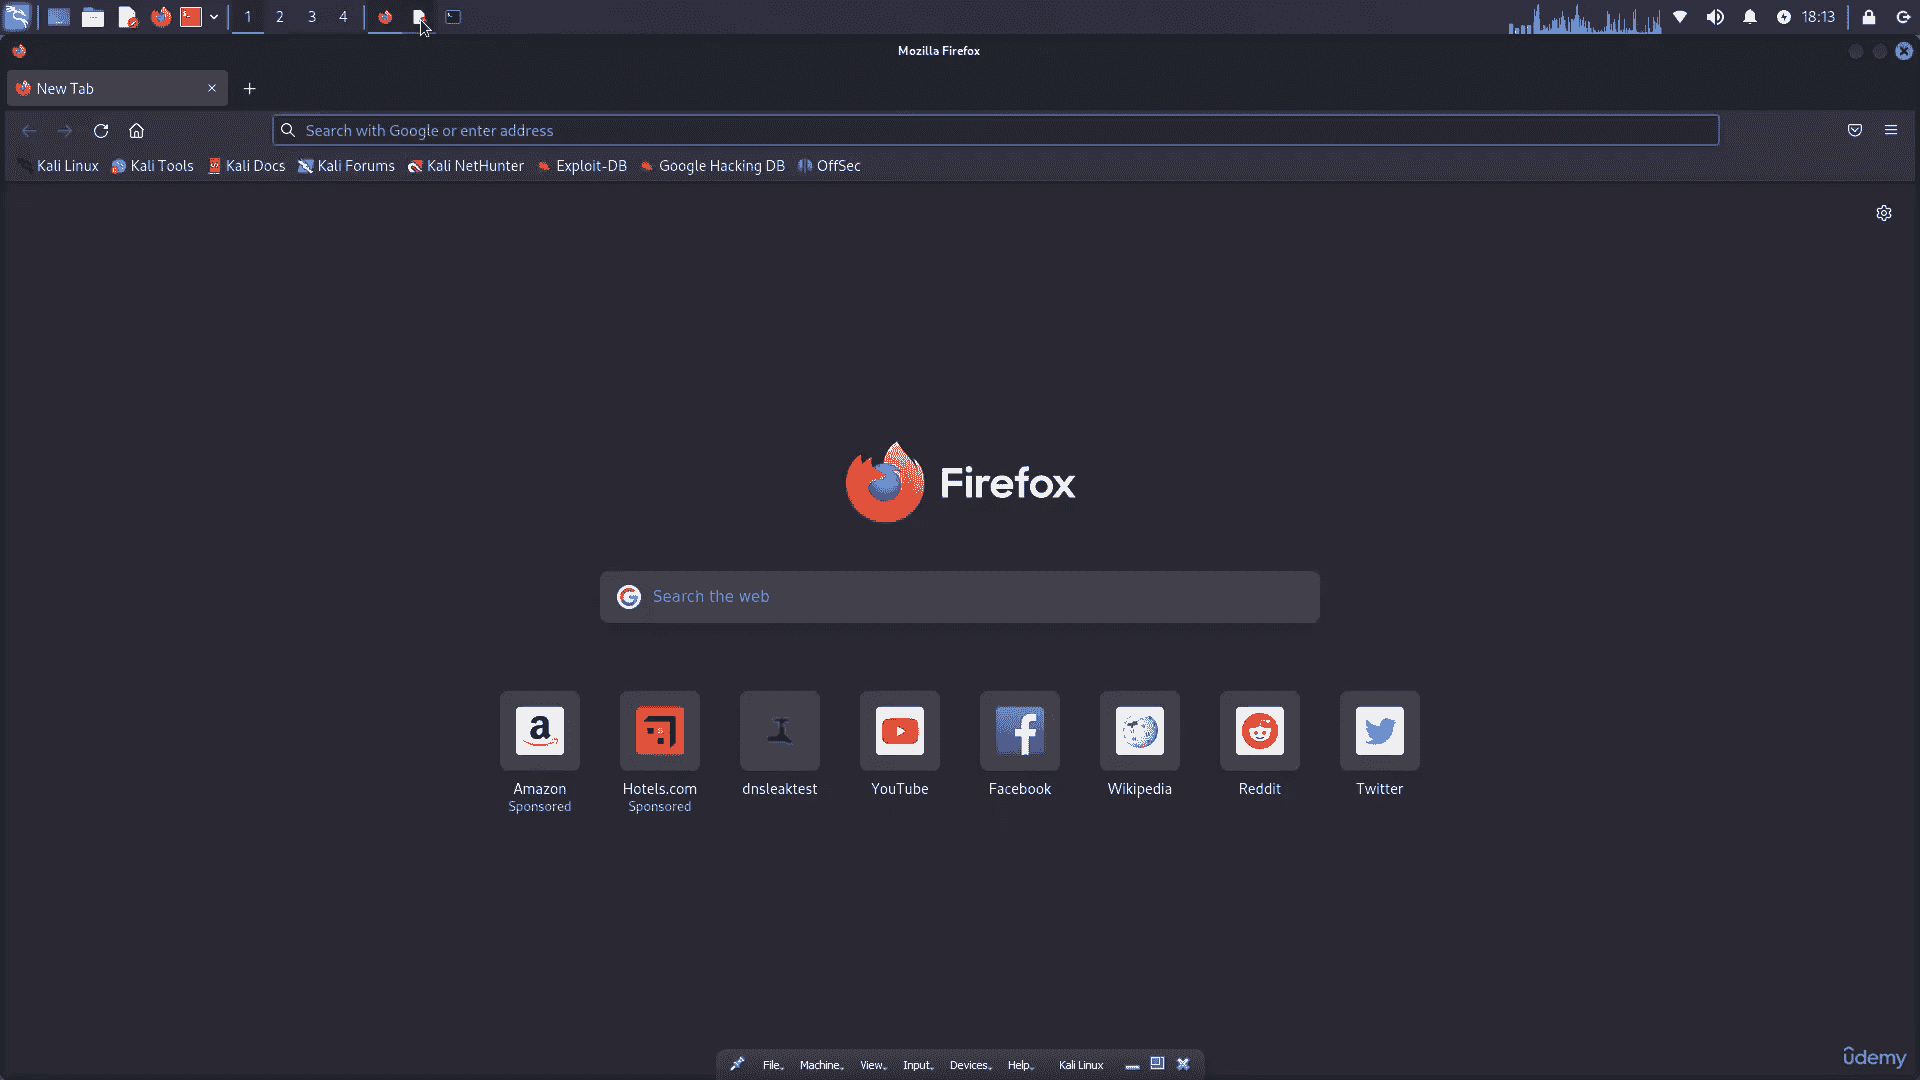 1 2 3 4 18:13
Mozilla Firefox
New Tab
Search with Google or enter address
Kali Linux Kali Tools Kali Docs Kali Forums Kali NetHunter Exploit-DB Google Hacking DB OffSec
Firefox
Search the web
Amazon Hotels.com dnsleaktest YouTube Facebook Wikipedia Reddit Twitter
Sponsored Sponsored
File Machine View Input Devices Help Kali Linux
ûdemy